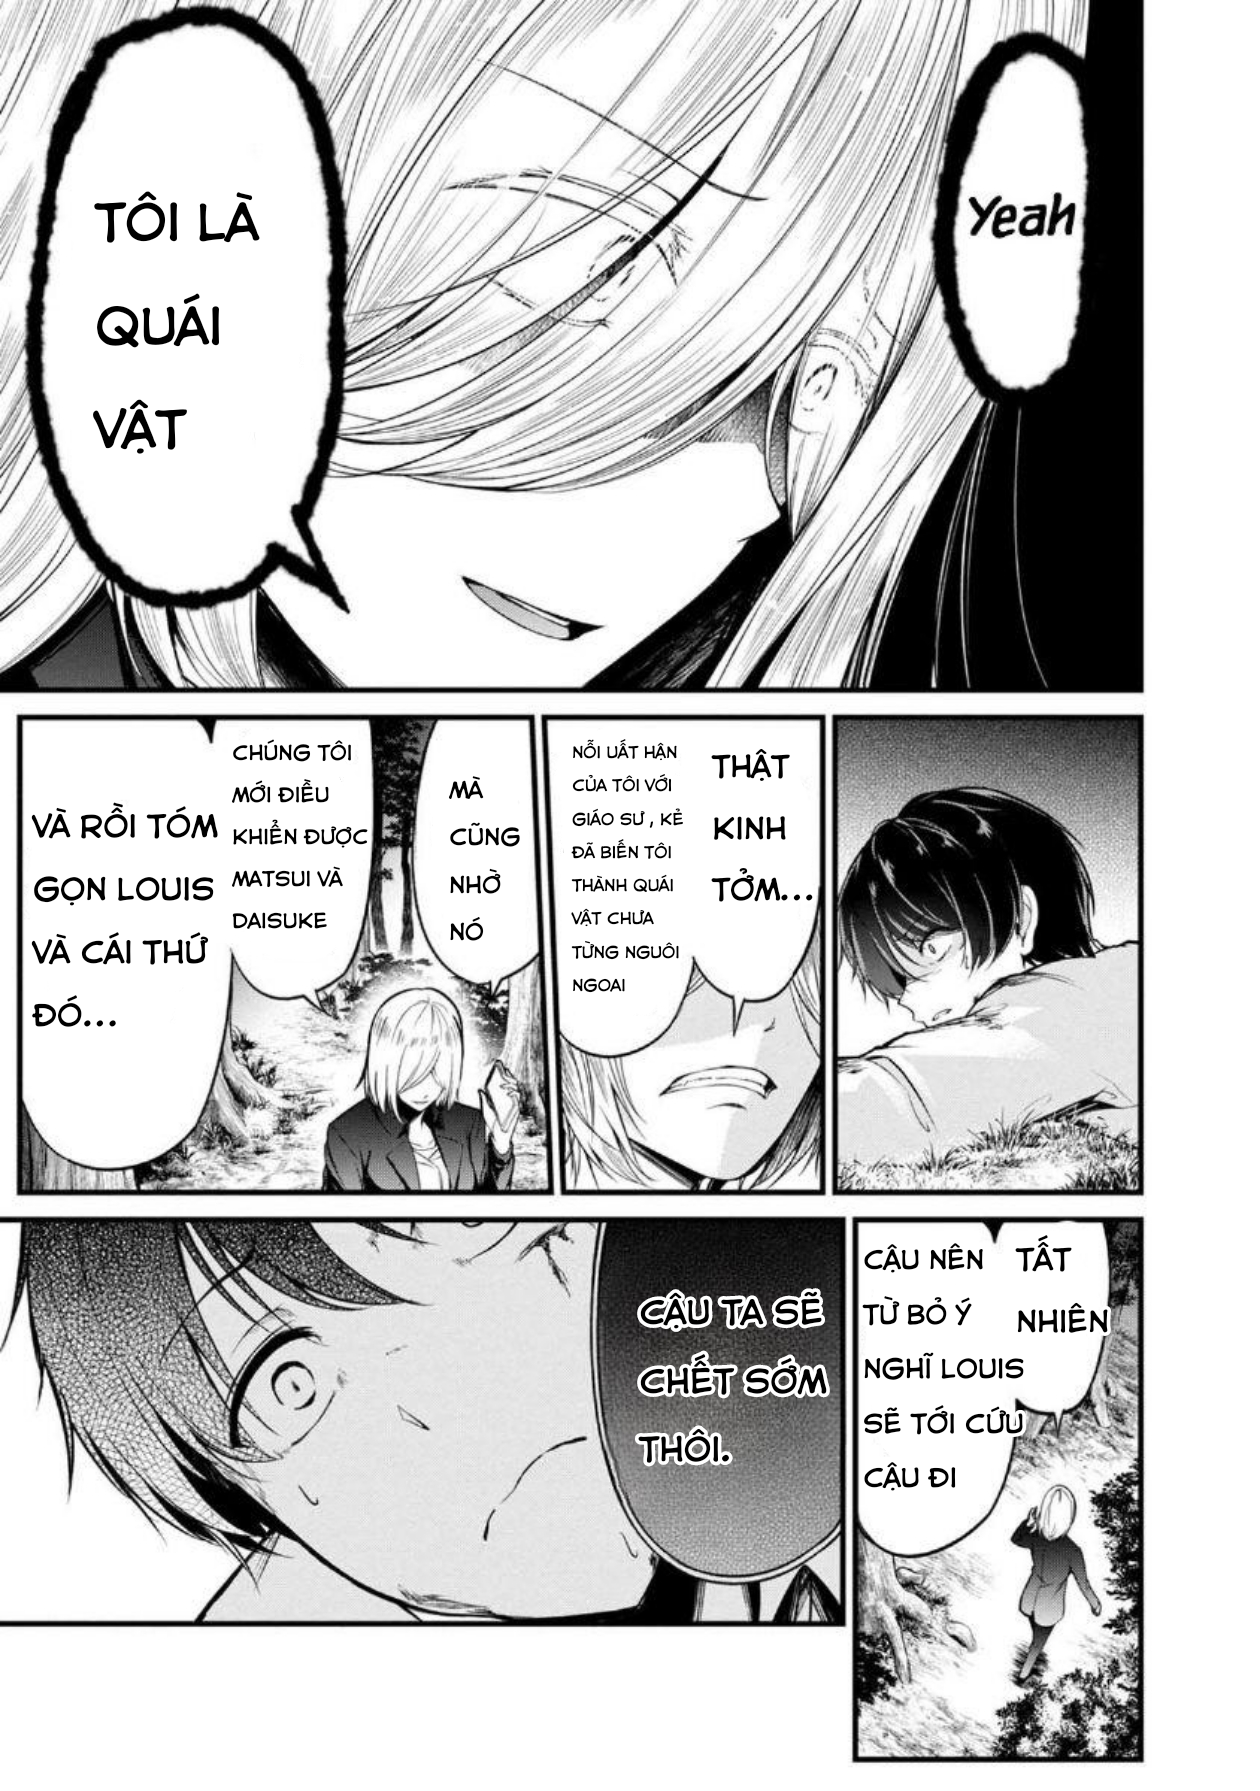 Yeah
TÔI LÀ
QUÁI
VẬT
THẬT
KINH
TỞM...
NỖI UẤT HẬN
CỦA TÔI VỚI
GIÁO SƯ , KẺ
ĐÃ BIẾN TÔI
THÀNH QUÁI
VẬT CHƯA
TỪNG NGUÔI
NGOAI
MÀ
CŨNG
NHỜ
NÓ
CHÚNG TÔI
MỚI ĐIỀU
KHIỂN ĐƯỢC
MATSUI VÀ
DAISUKE
VÀ RỒI TÓM
GỌN LOUIS
VÀ CÁI THỨ
ĐÓ...
TẤT
NHIÊN
CẬU NÊN
TỪ BỎ Ý
NGHĨ LOUIS
SẼ TỚI CỨU
CẬU ĐI
CẬU TA SẼ
CHẾT SỚM
THÔI.